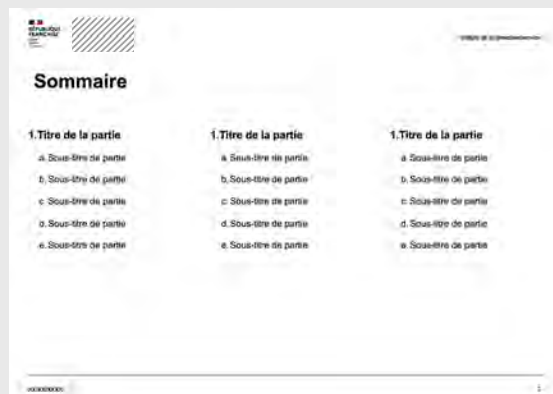 RÉPUBLIQUE
FRANÇAISE
Sommaire
1.Titre de la partie
a. Sous-titre de partie
b. Sous-titre de partie
c. Sous-titre de partie
d. Sous-titre de partie
e. Sous-titre de partie
1.Titre de la partie
a. Sous-titre de partie
b. Sous-titre de partie
c. Sous-titre de partie
d. Sous-titre de partie
e. Sous-titre de partie
1.Titre de la partie
a. Sous-titre de partie
b. Sous-titre de partie
c. Sous-titre de partie
d. Sous-titre de partie
e. Sous-titre de partie